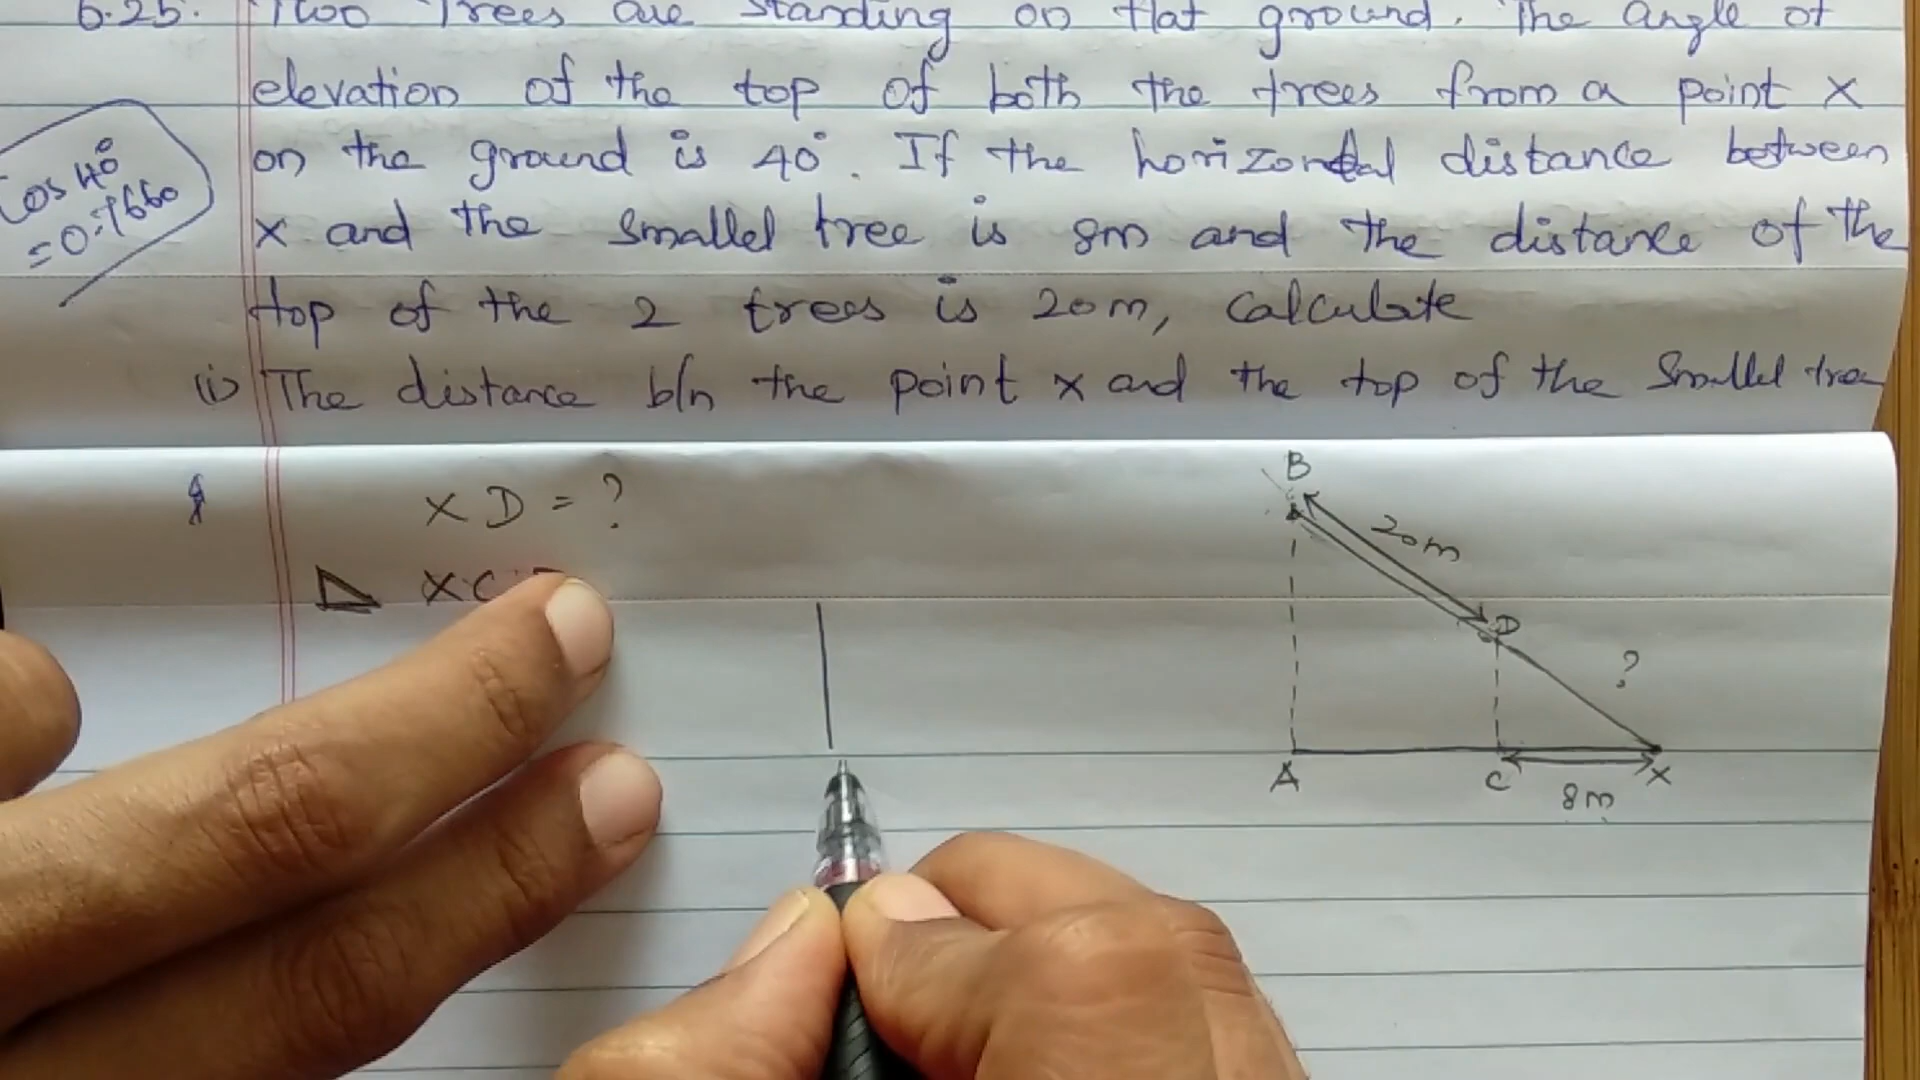 6.25. Two Trees are standing on flat ground. The angle of
elevation of the top of both the trees from a point x
on the ground is 40°. If the horizontal distance between
x and the smaller tree is 8m and the distance of the
top of the 2 trees is 20m, calculate
(i) The distance b/n the point x and the top of the smaller tree
Cos 40°
= 0.7660
X D = ?
X C
B
20m
D
?
A
C
X
8m